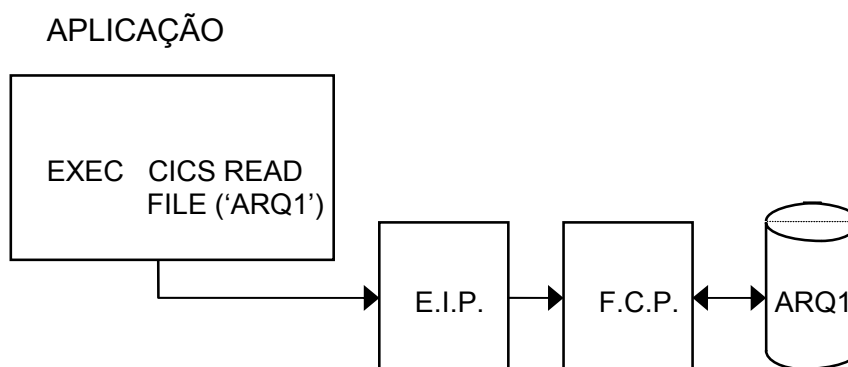 APLICAÇÃO
EXEC CICS READ
FILE (‘ARQ1’)
E.I.P.
F.C.P.
ARQ1